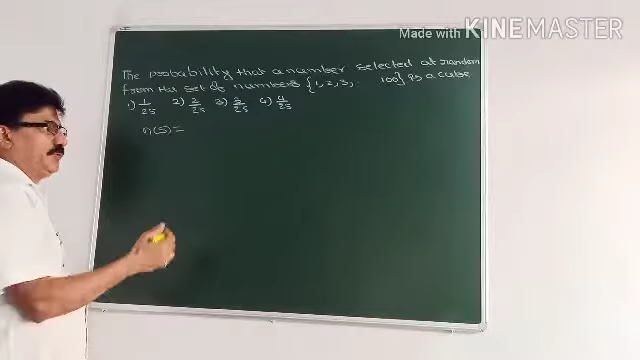 Made with KINEMASTER
The probability that a number selected at random
from the set of numbers {1, 2, 3, . 100} is a cube
1) 1/25 2) 2/25 3) 3/25 4) 4/25
n(S) =